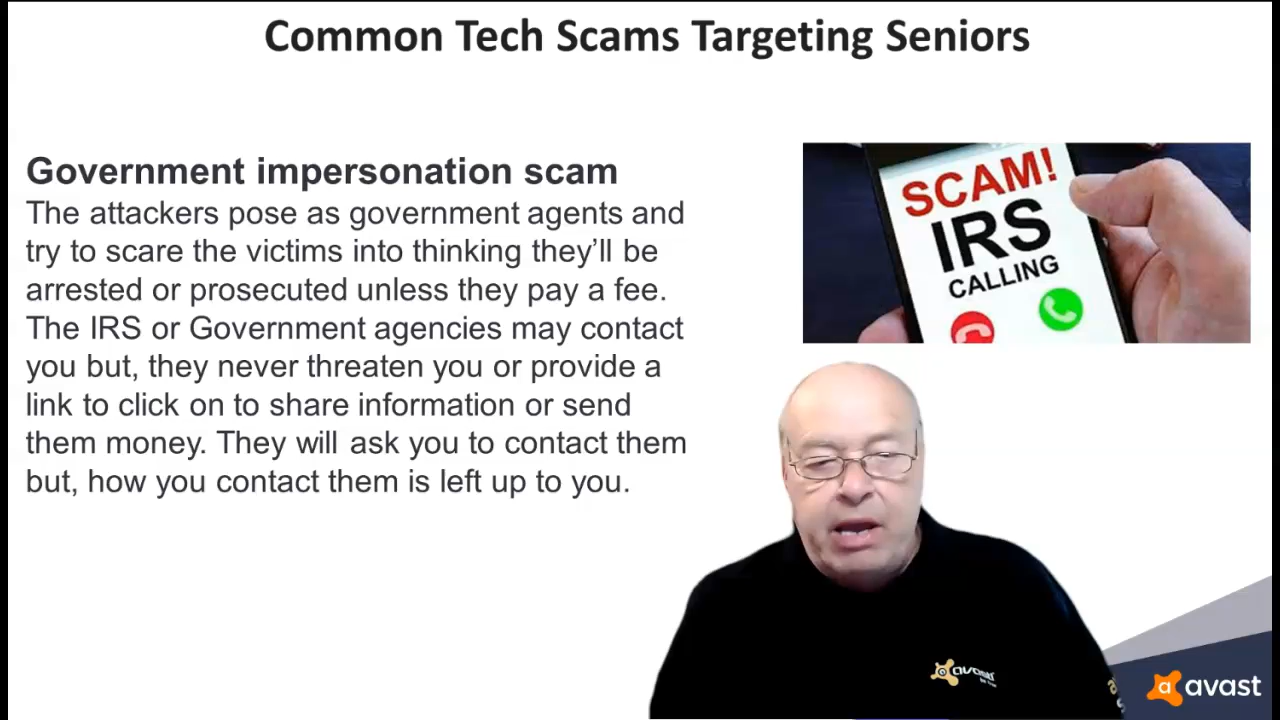 Common Tech Scams Targeting Seniors
Government impersonation scam
The attackers pose as government agents and
try to scare the victims into thinking they’ll be
arrested or prosecuted unless they pay a fee.
The IRS or Government agencies may contact
you but, they never threaten you or provide a
link to click on to share information or send
them money. They will ask you to contact them
but, how you contact them is left up to you.
SCAM!
IRS
CALLING
avast
avast